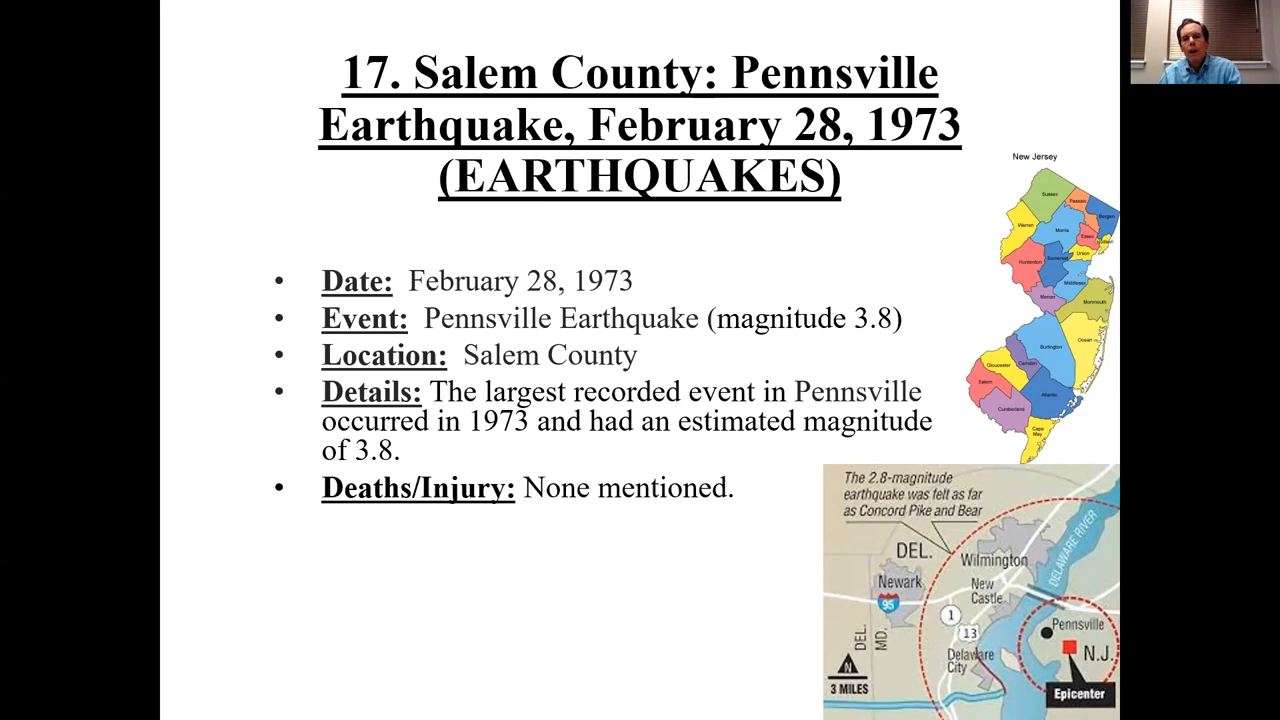 17. Salem County: Pennsville
Earthquake, February 28, 1973
(EARTHQUAKES)
• Date: February 28, 1973
• Event: Pennsville Earthquake (magnitude 3.8)
• Location: Salem County
• Details: The largest recorded event in Pennsville
occurred in 1973 and had an estimated magnitude
of 3.8.
• Deaths/Injury: None mentioned.
New Jersey
Sussex
Passaic
Bergen
Warren
Morris
Essex
Hudson
Union
Hunterdon
Somerset
Middlesex
Mercer
Monmouth
Ocean
Burlington
Camden
Gloucester
Salem
Atlantic
Cumberland
Cape
May
The 2.8-magnitude
earthquake was felt as far
as Concord Pike and Bear
DEL.
Wilmington
DELAWARE RIVER
Newark
New
Castle
95
1
13
Pennsville
DEL.
MD.
Delaware
City
N.J.
N
3 MILES
Epicenter